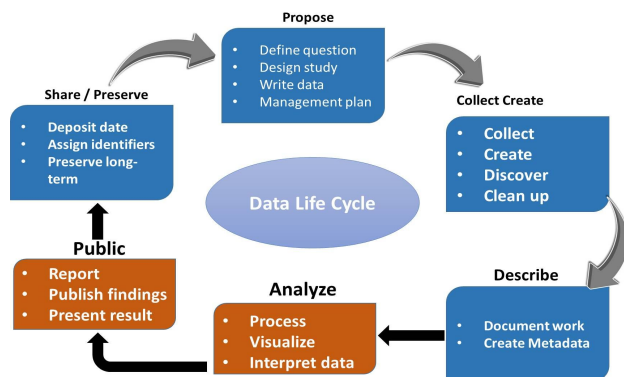 Propose
• Define question
• Design study
• Write data
• Management plan
Collect Create
• Collect
• Create
• Discover
• Clean up
Describe
• Document work
• Create Metadata
Analyze
• Process
• Visualize
• Interpret data
Public
• Report
• Publish findings
• Present result
Share / Preserve
• Deposit date
• Assign identifiers
• Preserve long-
term
Data Life Cycle